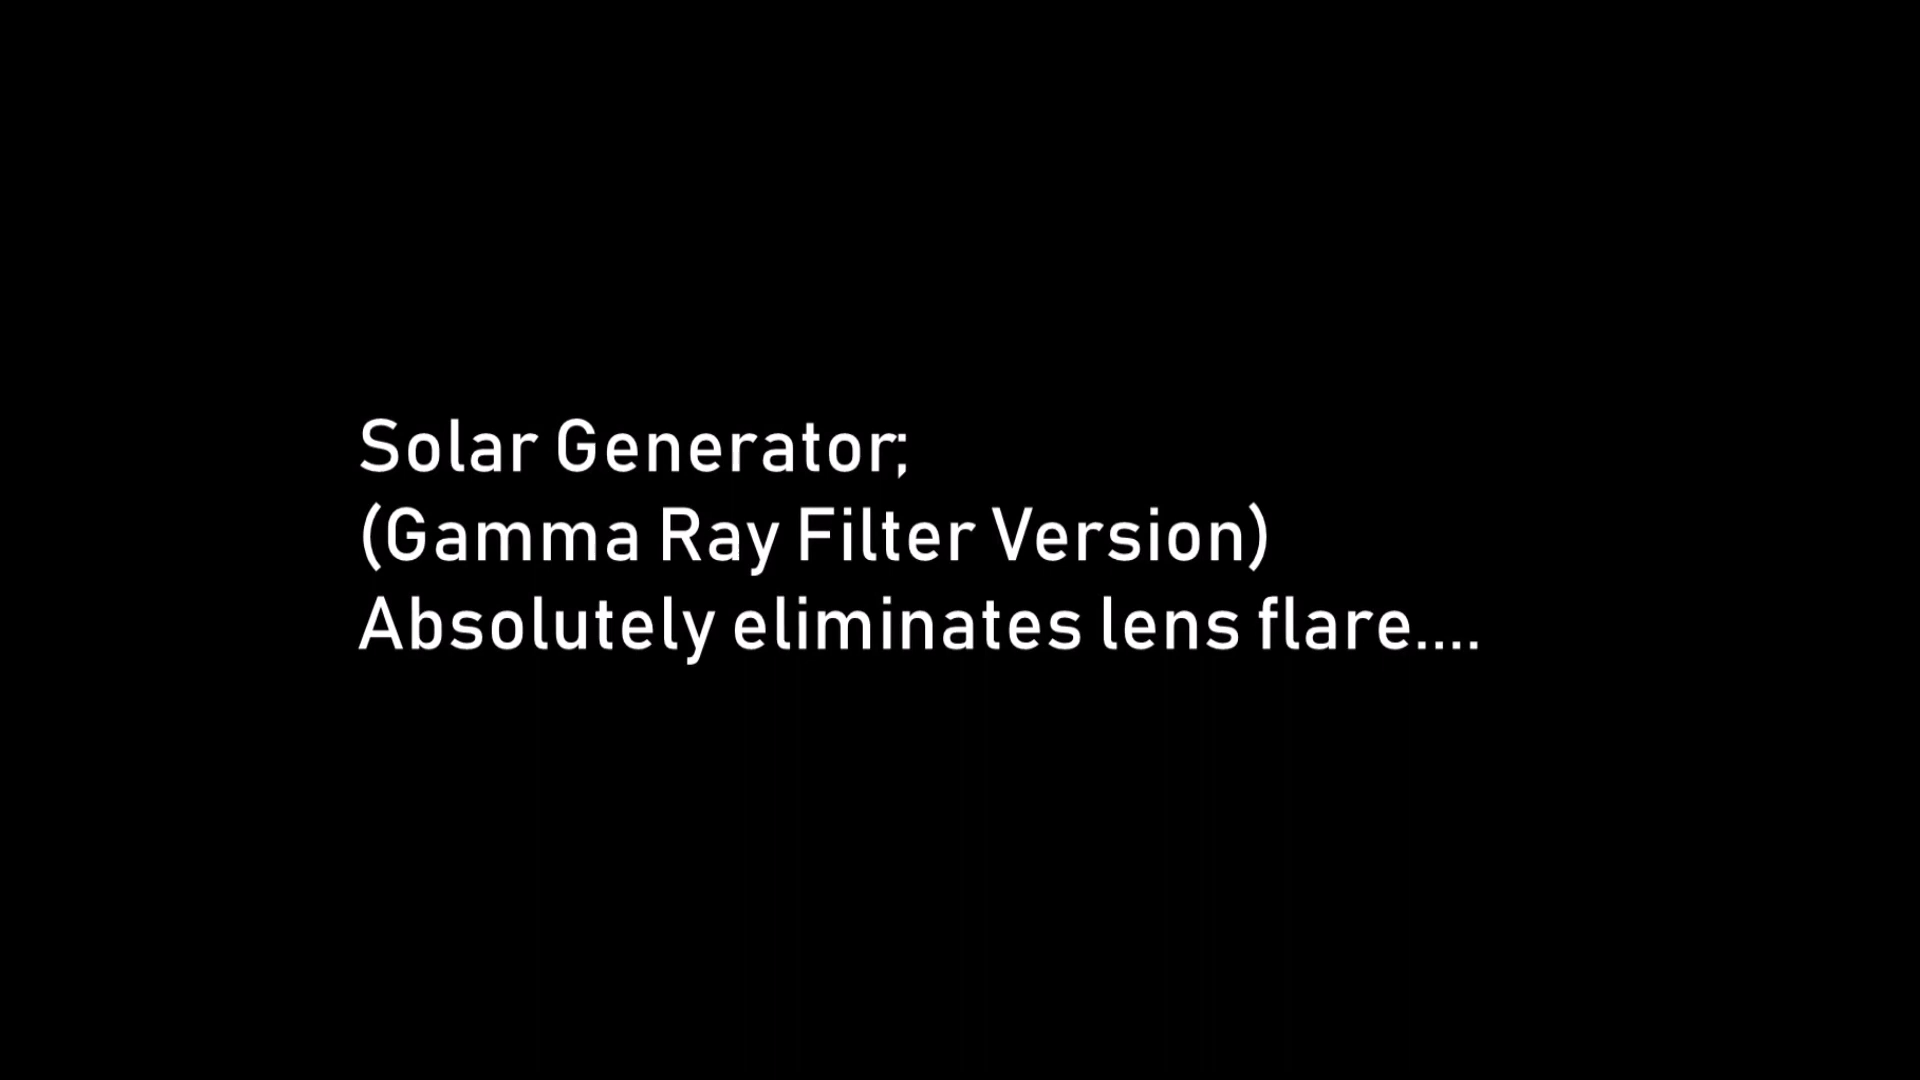 Solar Generator;
(Gamma Ray Filter Version)
Absolutely eliminates lens flare....